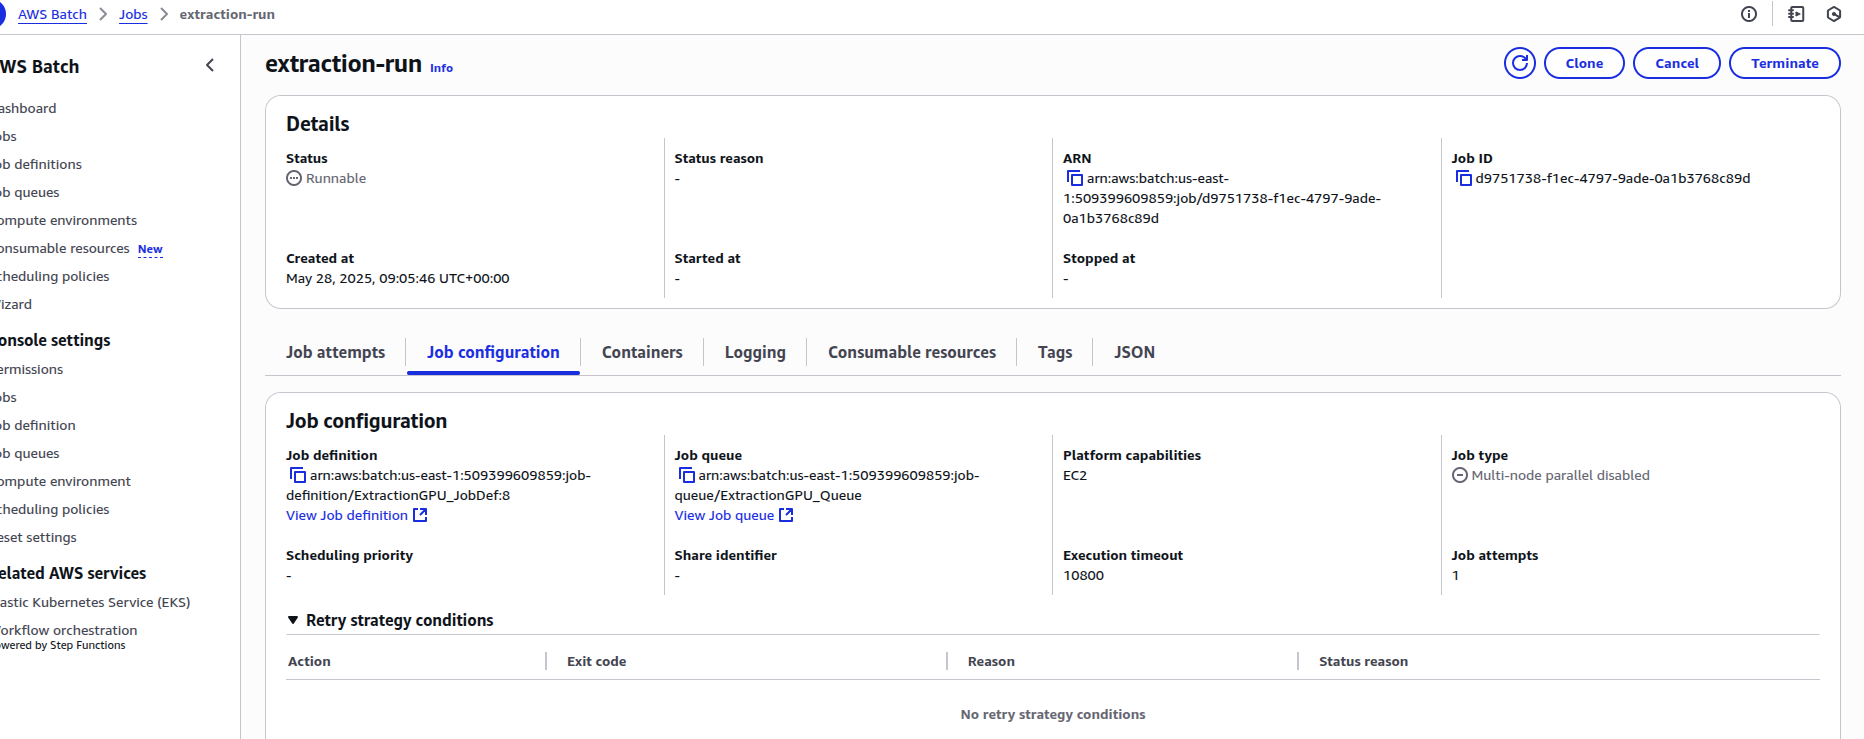 AWS Batch > Jobs > extraction-run
WS Batch
extraction-run Info
Clone
Cancel
Terminate
ashboard
obs
ob definitions
ob queues
ompute environments
onsumable resources New
cheduling policies
izard
onsole settings
ermissions
obs
ob definition
ob queues
ompute environment
cheduling policies
eset settings
elated AWS services
astic Kubernetes Service (EKS)
orkflow orchestration
owered by Step Functions
Details
Status
Runnable
Status reason
-
ARN
arn:aws:batch:us-east-
1:509399609859:job/d9751738-f1ec-4797-9ade-
0a1b3768c89d
Job ID
d9751738-f1ec-4797-9ade-0a1b3768c89d
Created at
May 28, 2025, 09:05:46 UTC+00:00
Started at
-
Stopped at
-
Job attempts
Job configuration
Containers
Logging
Consumable resources
Tags
JSON
Job configuration
Job definition
arn:aws:batch:us-east-1:509399609859:job-
definition/ExtractionGPU_JobDef:8
View Job definition
Job queue
arn:aws:batch:us-east-1:509399609859:job-
queue/ExtractionGPU_Queue
View Job queue
Platform capabilities
EC2
Job type
Multi-node parallel disabled
Scheduling priority
-
Share identifier
-
Execution timeout
10800
Job attempts
1
Retry strategy conditions
Action
Exit code
Reason
Status reason
No retry strategy conditions